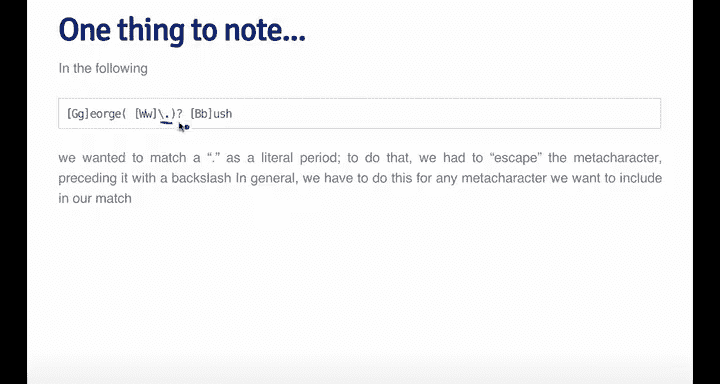 One thing to note...
In the following
[Gg]eorge( [Ww]\.)? [Bb]ush
we wanted to match a “.” as a literal period; to do that, we had to “escape” the metacharacter,
preceding it with a backslash In general, we have to do this for any metacharacter we want to include
in our match